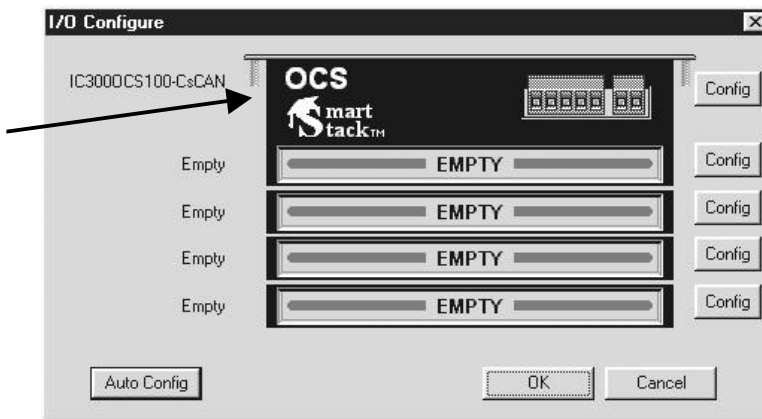 I/O Configure
IC300OCS100-CsCAN
OCS
Smart
Stack™
Config
Empty
EMPTY
Config
Empty
EMPTY
Config
Empty
EMPTY
Config
Empty
EMPTY
Config
Auto Config
OK
Cancel